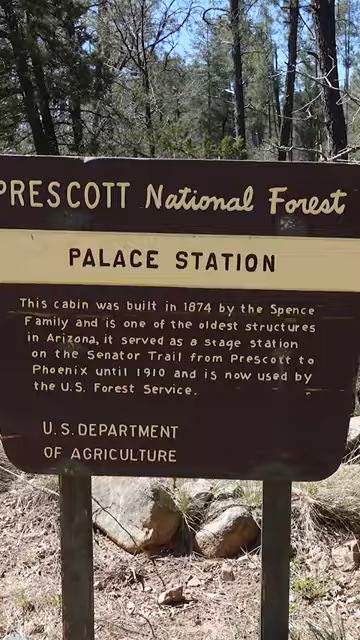 PRESCOTT National Forest
PALACE STATION
This cabin was built in 1874 by the Spence
Family and is one of the oldest structures
in Arizona, it served as a stage station
on the Senator Trail from Prescott to
Phoenix until 1910 and is now used by
the U.S. Forest Service.
U.S. DEPARTMENT
OF AGRICULTURE